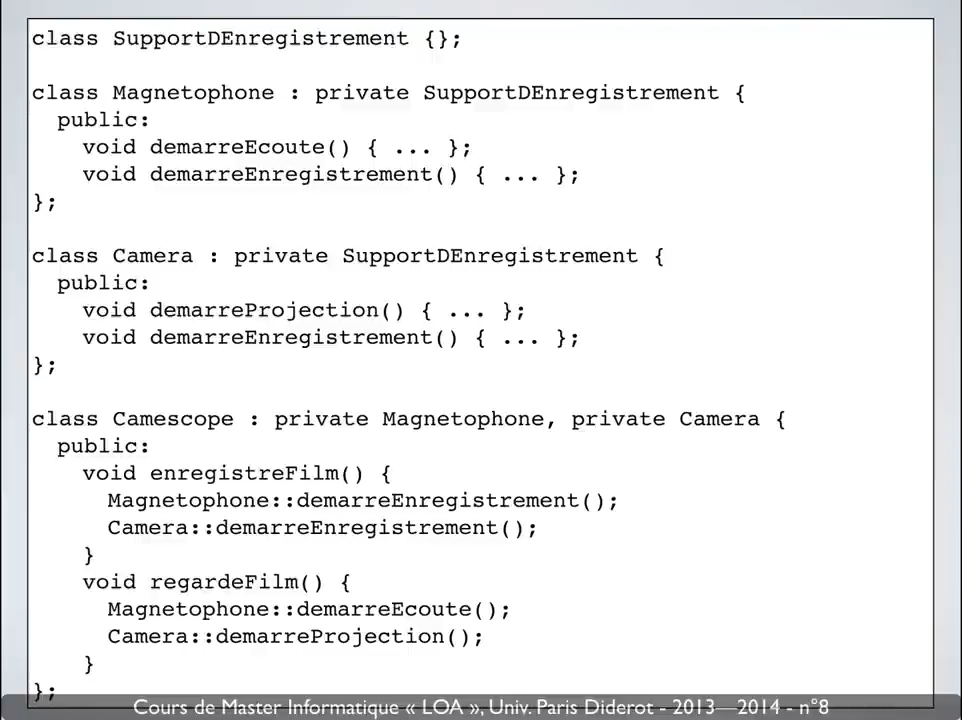 class SupportDEnregistrement {};

class Magnetophone : private SupportDEnregistrement {
  public:
    void demarreEcoute() { ... };
    void demarreEnregistrement() { ... };
};

class Camera : private SupportDEnregistrement {
  public:
    void demarreProjection() { ... };
    void demarreEnregistrement() { ... };
};

class Camescope : private Magnetophone, private Camera {
  public:
    void enregistreFilm() {
      Magnetophone::demarreEnregistrement();
      Camera::demarreEnregistrement();
    }
    void regardeFilm() {
      Magnetophone::demarreEcoute();
      Camera::demarreProjection();
    }
};
Cours de Master Informatique « LOA », Univ. Paris Diderot - 2013—2014 - n°8